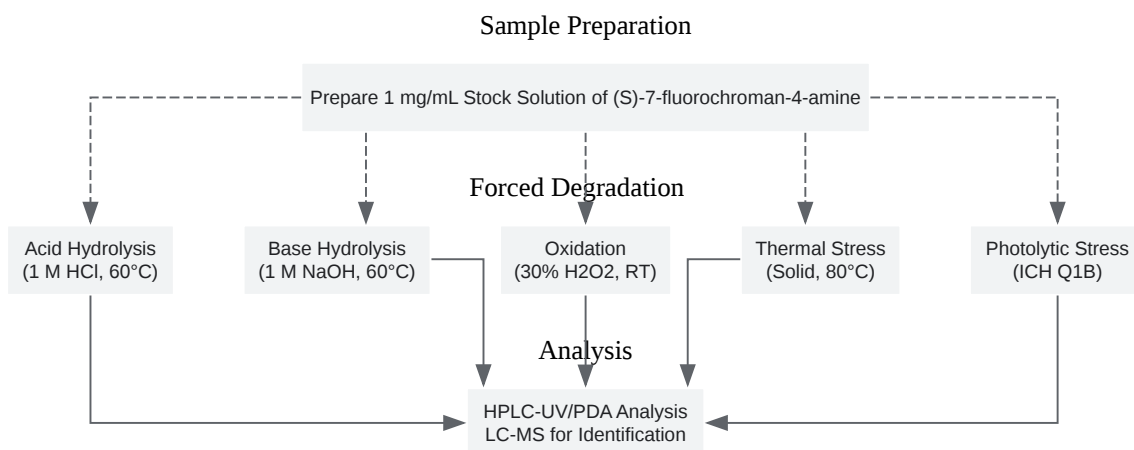 Sample Preparation
Prepare 1 mg/mL Stock Solution of (S)-7-fluorochroman-4-amine
Forced Degradation
Acid Hydrolysis
(1 M HCl, 60°C)
Base Hydrolysis
(1 M NaOH, 60°C)
Oxidation
(30% H2O2, RT)
Thermal Stress
(Solid, 80°C)
Photolytic Stress
(ICH Q1B)
Analysis
HPLC-UV/PDA Analysis
LC-MS for Identification